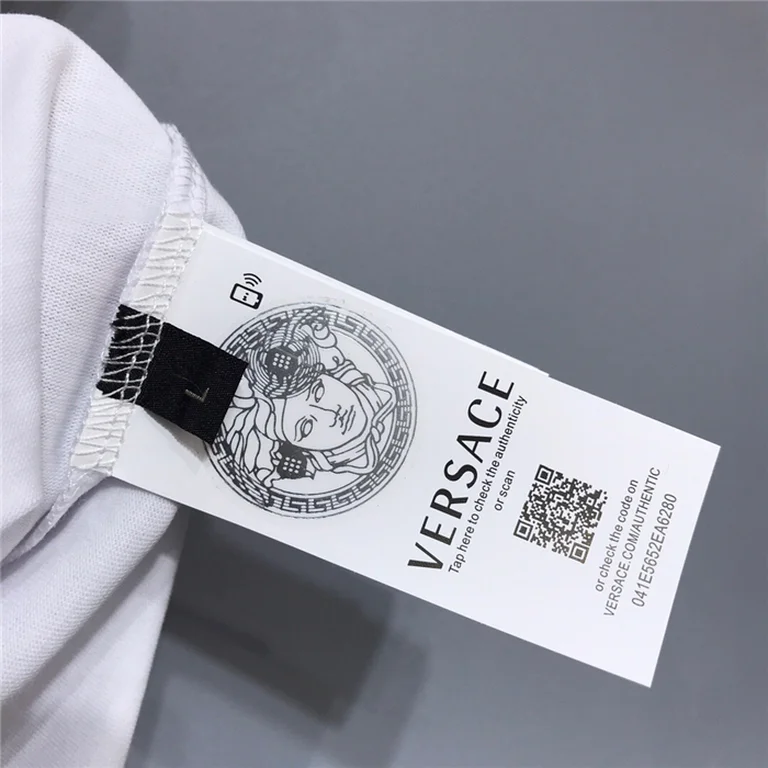 L
VERSACE
Tap here to check the authenticity
or scan
or check the code on
VERSACE.COM/AUTHENTIC
041E5652EA6280